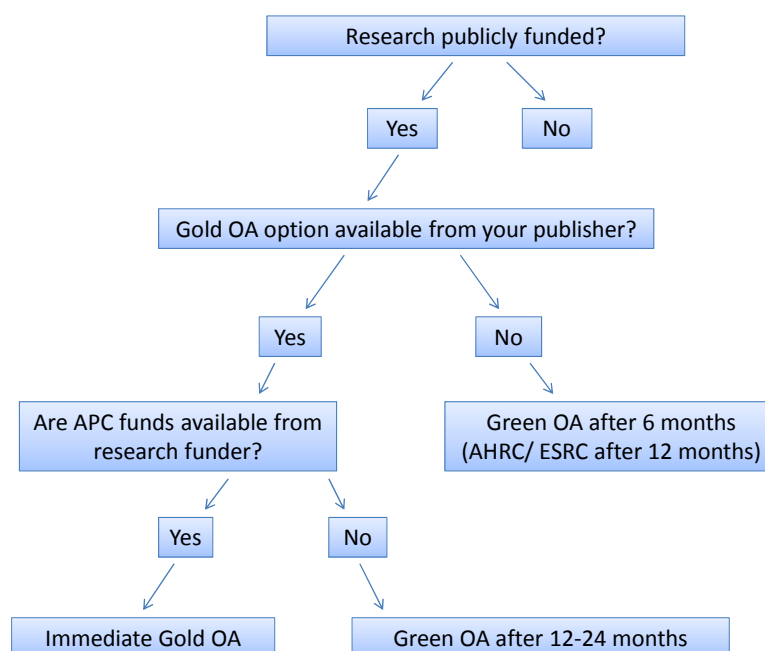 Research publicly funded?
Yes
No
Gold OA option available from your publisher?
Yes
No
Are APC funds available from
research funder?
Green OA after 6 months
(AHRC/ ESRC after 12 months)
Yes
No
Immediate Gold OA
Green OA after 12-24 months